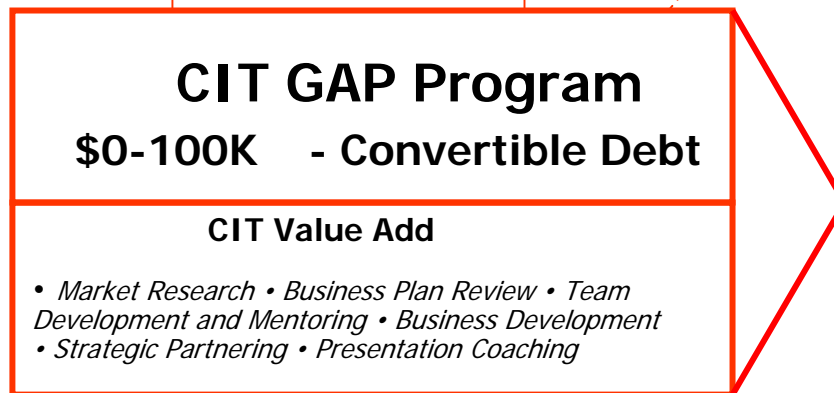 CIT GAP Program
$0-100K - Convertible Debt
CIT Value Add
• Market Research • Business Plan Review • Team
Development and Mentoring • Business Development
• Strategic Partnering • Presentation Coaching